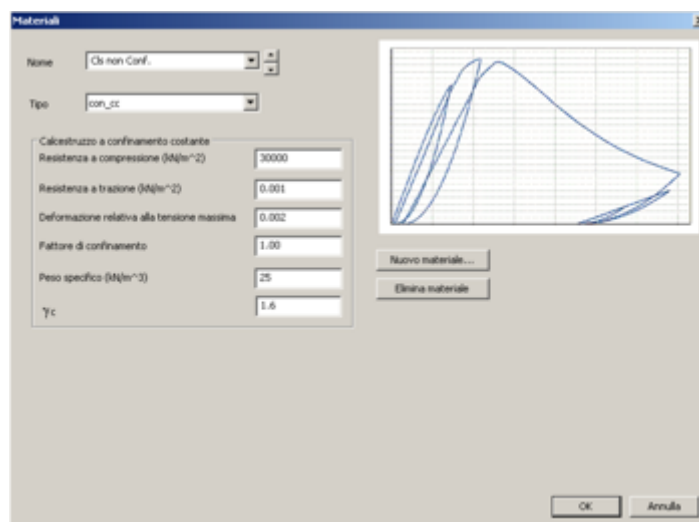 Materiali
Nome
Cls non Conf.
Tipo
con_cc
Calcestruzzo a confinamento costante
Resistenza a compressione (kN/m^2)
30000
Resistenza a trazione (kN/m^2)
0.001
Deformazione relativa alla tensione massima
0.002
Fattore di confinamento
1.00
Peso specifico (kN/m^3)
25
γc
1.6
Nuovo materiale...
Elimina materiale
OK
Annulla